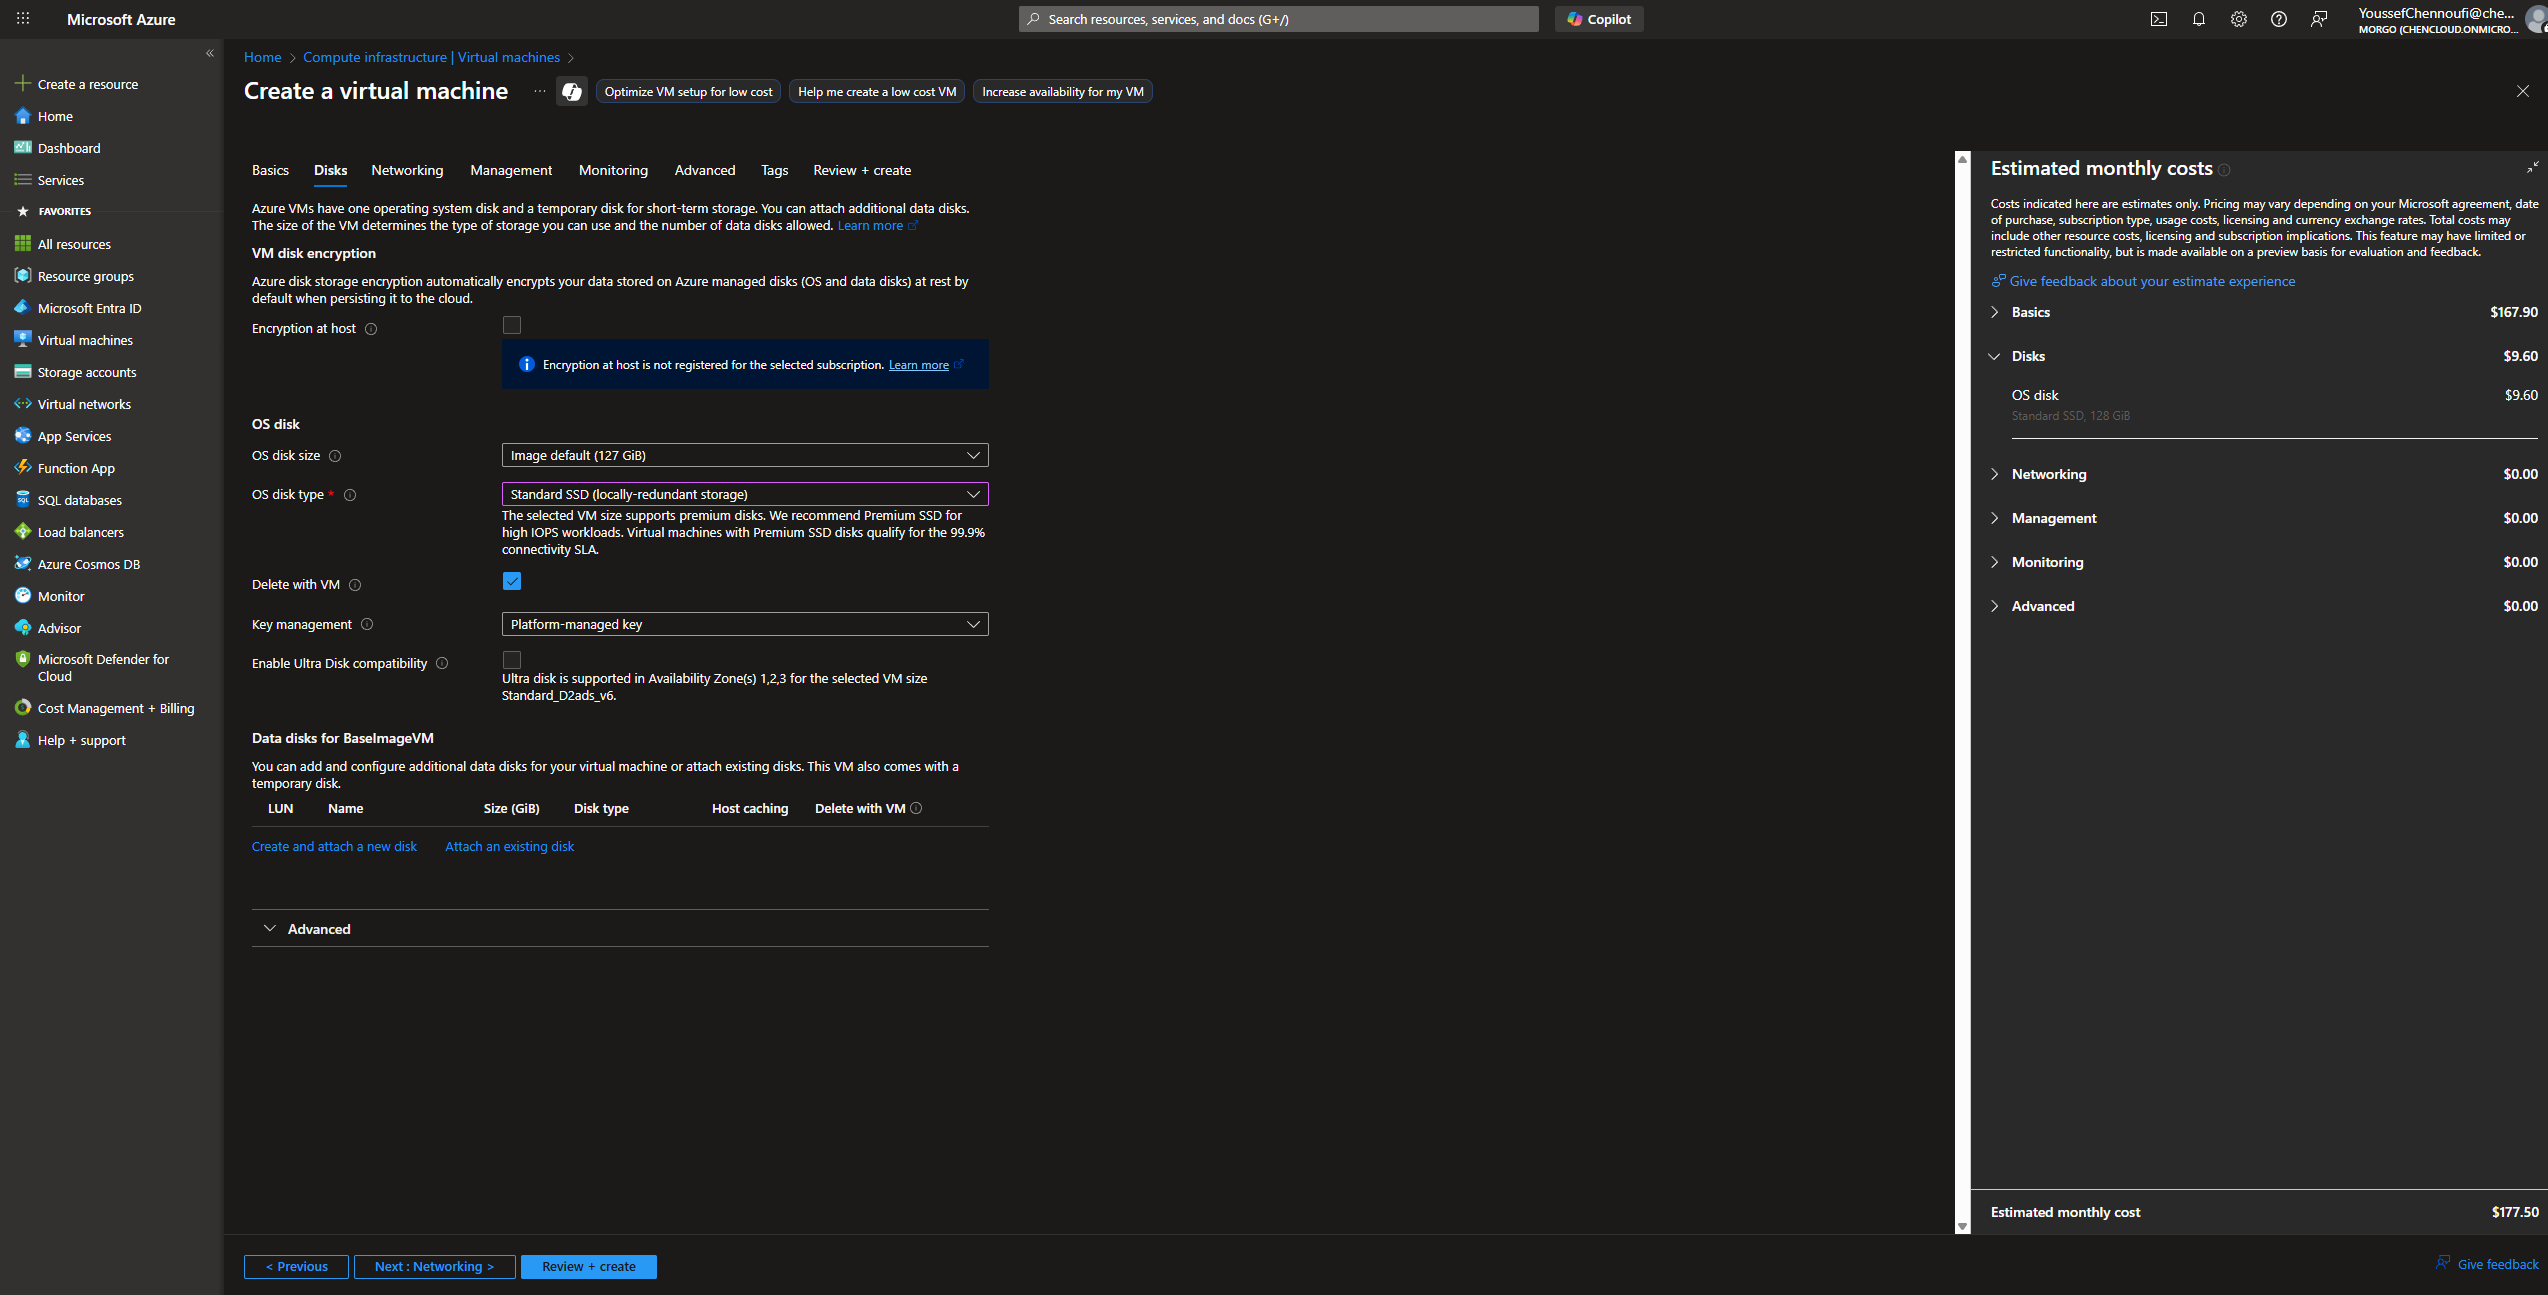 Microsoft Azure
Search resources, services, and docs (G+/)
Copilot
YoussefChennoufi@che...
MORGO (CHENCLOUD.ONMICRO...
Create a resource
Home
Dashboard
Services
FAVORITES
All resources
Resource groups
Microsoft Entra ID
Virtual machines
Storage accounts
Virtual networks
App Services
Function App
SQL databases
Load balancers
Azure Cosmos DB
Monitor
Advisor
Microsoft Defender for
Cloud
Cost Management + Billing
Help + support
Home > Compute infrastructure | Virtual machines >
Create a virtual machine ...
Optimize VM setup for low cost
Help me create a low cost VM
Increase availability for my VM
Basics Disks Networking Management Monitoring Advanced Tags Review + create
Azure VMs have one operating system disk and a temporary disk for short-term storage. You can attach additional data disks.
The size of the VM determines the type of storage you can use and the number of data disks allowed. Learn more
VM disk encryption
Azure disk storage encryption automatically encrypts your data stored on Azure managed disks (OS and data disks) at rest by
default when persisting it to the cloud.
Encryption at host
Encryption at host is not registered for the selected subscription. Learn more
OS disk
OS disk size
Image default (127 GiB)
OS disk type *
Standard SSD (locally-redundant storage)
The selected VM size supports premium disks. We recommend Premium SSD for
high IOPS workloads. Virtual machines with Premium SSD disks qualify for the 99.9%
connectivity SLA.
Delete with VM
Key management
Platform-managed key
Enable Ultra Disk compatibility
Ultra disk is supported in Availability Zone(s) 1,2,3 for the selected VM size
Standard_D2ads_v6.
Data disks for BaseImageVM
You can add and configure additional data disks for your virtual machine or attach existing disks. This VM also comes with a
temporary disk.
LUN Name Size (GiB) Disk type Host caching Delete with VM
Create and attach a new disk Attach an existing disk
Advanced
< Previous
Next : Networking >
Review + create
Estimated monthly costs
Costs indicated here are estimates only. Pricing may vary depending on your Microsoft agreement, date
of purchase, subscription type, usage costs, licensing and currency exchange rates. Total costs may
include other resource costs, licensing and subscription implications. This feature may have limited or
restricted functionality, but is made available on a preview basis for evaluation and feedback.
Give feedback about your estimate experience
Basics $167.90
Disks $9.60
OS disk $9.60
Standard SSD, 128 GiB
Networking $0.00
Management $0.00
Monitoring $0.00
Advanced $0.00
Estimated monthly cost $177.50
Give feedback